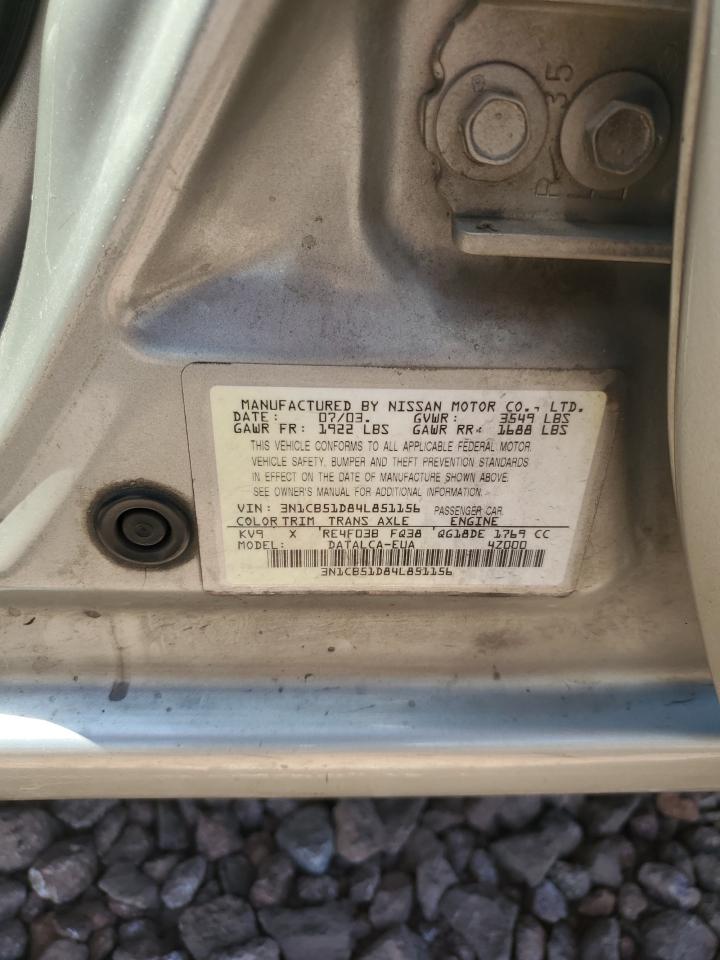 R 35
L L
MANUFACTURED BY NISSAN MOTOR CO., LTD.
DATE: 07/03. GVWR: 3549 LBS
GAWR FR: 1922 LBS GAWR RR: 1688 LBS
THIS VEHICLE CONFORMS TO ALL APPLICABLE FEDERAL MOTOR
VEHICLE SAFETY, BUMPER AND THEFT PREVENTION STANDARDS
IN EFFECT ON DATE OF MANUFACTURE SHOWN ABOVE.
SEE OWNER'S MANUAL FOR ADDITIONAL INFORMATION.
VIN: 3N1CB51D84L851156 PASSENGER CAR
COLOR TRIM TRANS AXLE ENGINE
KV9 X RE4F03B FQ38 QG18DE 1769 CC
MODEL: DATALCA-EUA 4Z000
3N1CB51D84L851156